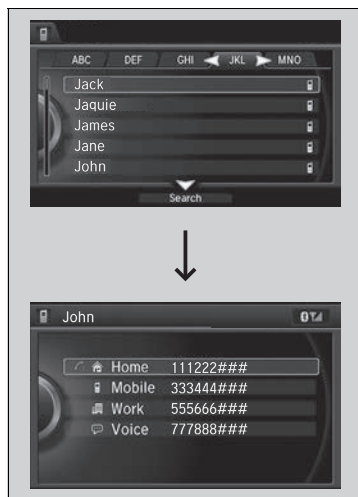 ABC DEF GHI JKL MNO
Jack
Jaquie
James
Jane
John
Search
John
Home 111222###
Mobile 333444###
Work 555666###
Voice 777888###